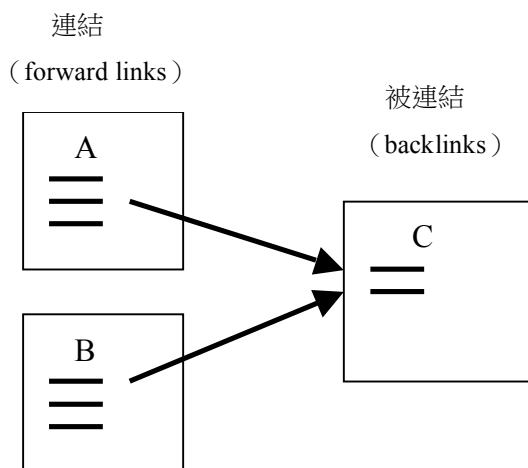 連結
（forward links）
被連結
（backlinks）
A
C
B